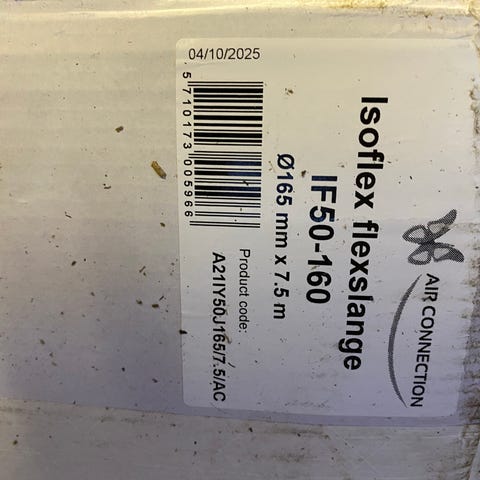 AIR CONNECTION
Isoflex flexslange
IF50-160
Ø165 mm x 7.5 m
Product code:
A21IY50J165/7.5/AC
5 710173 005966
04/10/2025